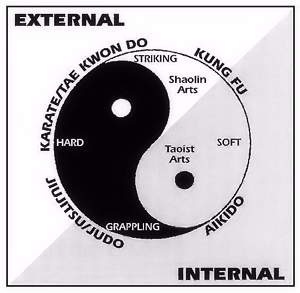 EXTERNAL
KARATE/TAE KWON DO
STRIKING
KUNG FU
Shaolin
Arts
HARD
Taoist
Arts
SOFT
JIUJITSU/JUDO
GRAPPLING
AIKIDO
INTERNAL